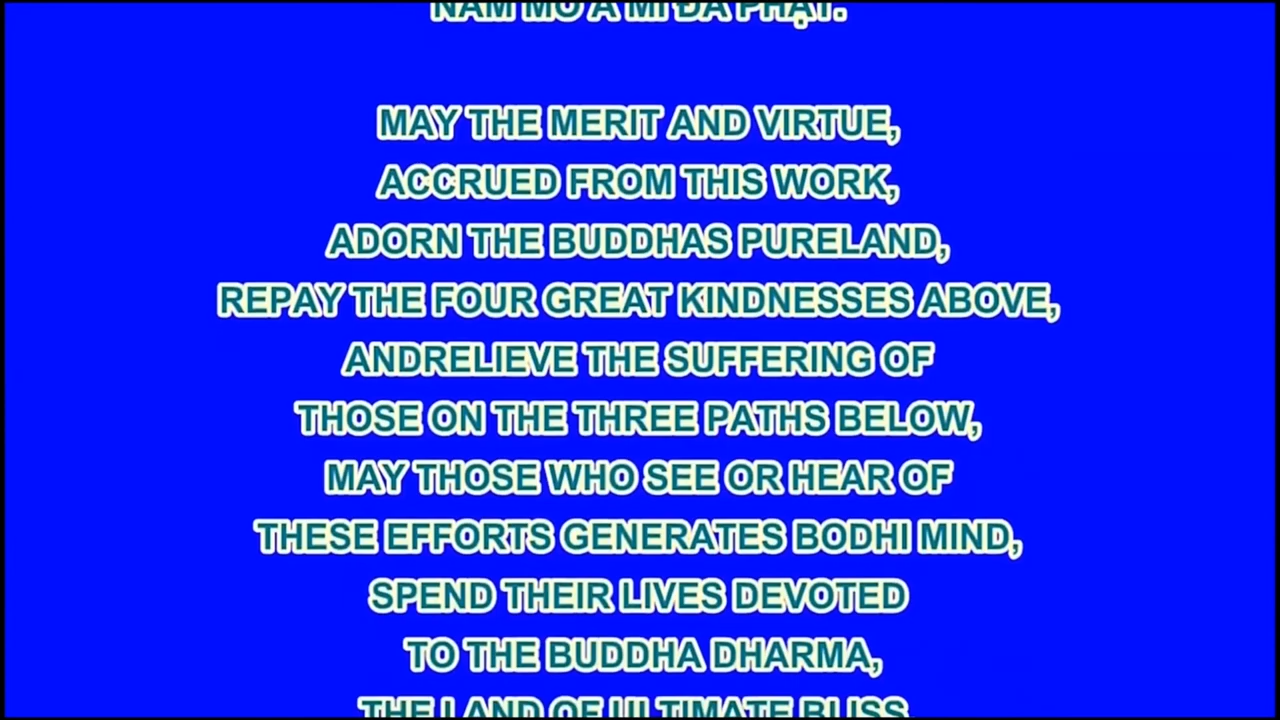 NAM MÔ A MI ĐÀ PHẬT.
MAY THE MERIT AND VIRTUE,
ACCRUED FROM THIS WORK,
ADORN THE BUDDHAS PURELAND,
REPAY THE FOUR GREAT KINDNESSES ABOVE,
ANDRELIEVE THE SUFFERING OF
THOSE ON THE THREE PATHS BELOW,
MAY THOSE WHO SEE OR HEAR OF
THESE EFFORTS GENERATES BODHI MIND,
SPEND THEIR LIVES DEVOTED
TO THE BUDDHA DHARMA,
THE LAND OF ULTIMATE BLISS